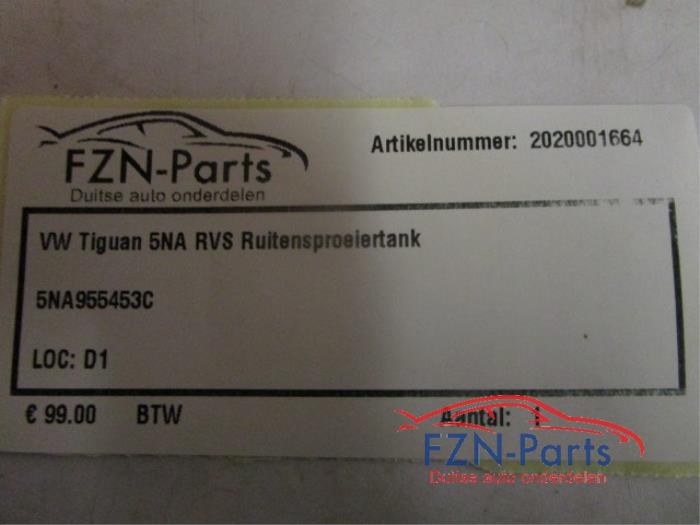 FZN-Parts
Duitse auto onderdelen
Artikelnummer: 2020001664
VW Tiguan 5NA RVS Ruitensproeiertank
5NA955453C
LOC: D1
€ 99.00 BTW Aantal: 1
FZN-Parts
Duitse auto onderdelen